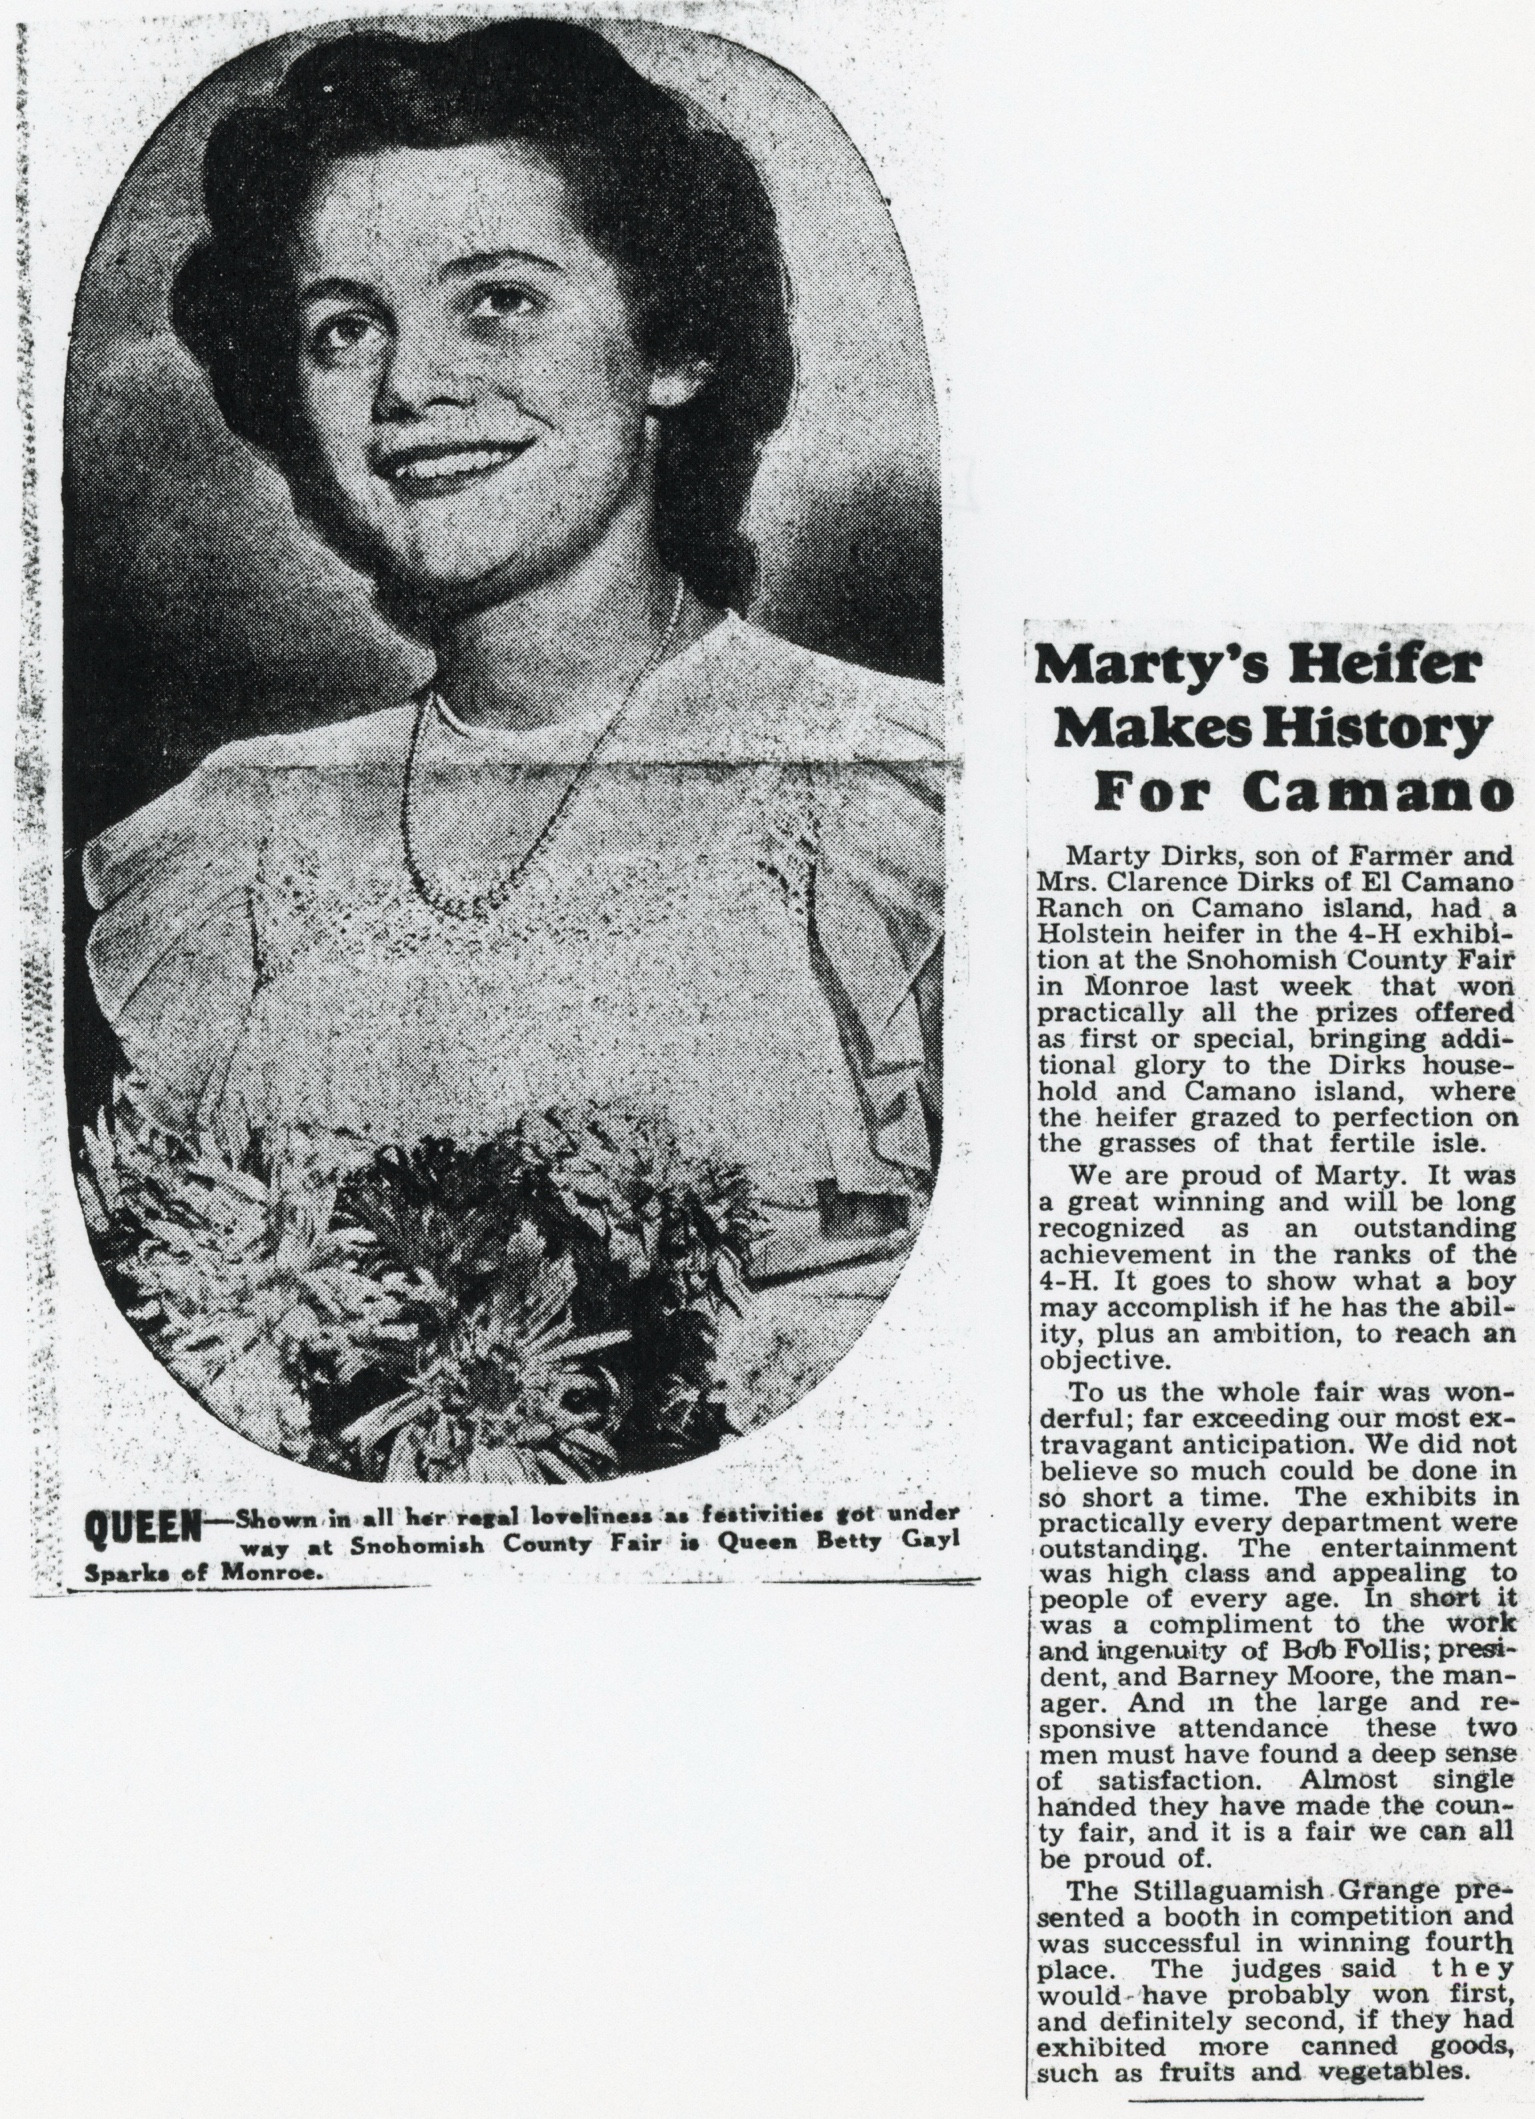 QUEEN—Shown in all her regal loveliness as festivities got under
way at Snohomish County Fair is Queen Betty Gayl
Sparks of Monroe.
Marty's Heifer
Makes History
For Camano
Marty Dirks, son of Farmer and
Mrs. Clarence Dirks of El Camano
Ranch on Camano island, had a
Holstein heifer in the 4-H exhibi-
tion at the Snohomish County Fair
in Monroe last week that won
practically all the prizes offered
as first or special, bringing addi-
tional glory to the Dirks house-
hold and Camano island, where
the heifer grazed to perfection on
the grasses of that fertile isle.
We are proud of Marty. It was
a great winning and will be long
recognized as an outstanding
achievement in the ranks of the
4-H. It goes to show what a boy
may accomplish if he has the abil-
ity, plus an ambition, to reach an
objective.
To us the whole fair was won-
derful; far exceeding our most ex-
travagant anticipation. We did not
believe so much could be done in
so short a time. The exhibits in
practically every department were
outstanding. The entertainment
was high class and appealing to
people of every age. In short it
was a compliment to the work
and ingenuity of Bob Follis; presi-
dent, and Barney Moore, the man-
ager. And in the large and re-
sponsive attendance these two
men must have found a deep sense
of satisfaction. Almost single
handed they have made the coun-
ty fair, and it is a fair we can all
be proud of.
The Stillaguamish Grange pre-
sented a booth in competition and
was successful in winning fourth
place. The judges said they
would have probably won first,
and definitely second, if they had
exhibited more canned goods,
such as fruits and vegetables.